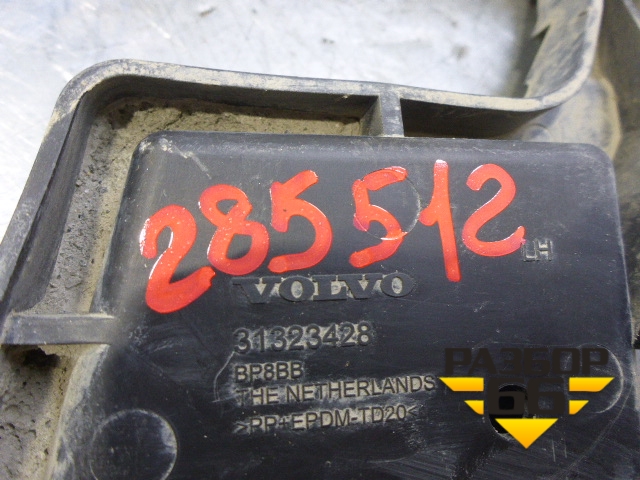 285512
LH
VOLVO
31323428
BP8BB
THE NETHERLANDS
>PP+EPDM-TD20<
РАЗБОР
66